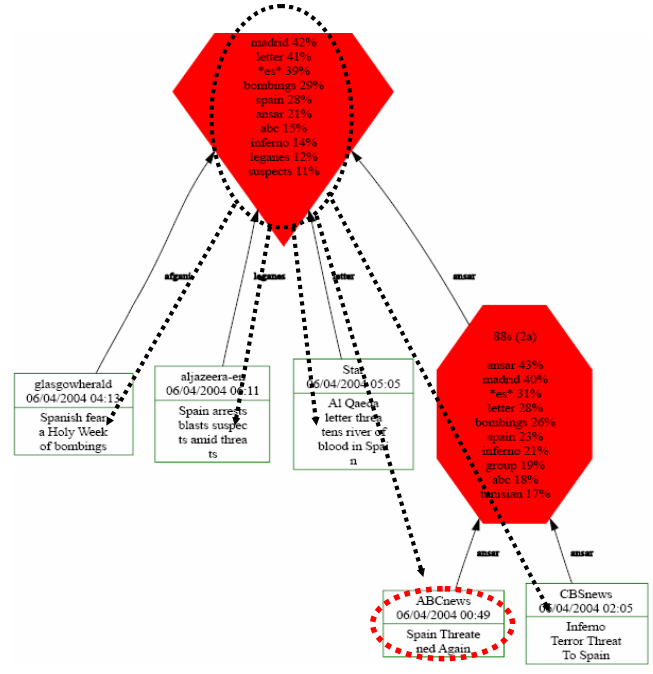 madrid 42%
letter 41%
*es* 39%
bombings 29%
spain 28%
ansar 21%
abc 15%
inferno 14%
leganes 12%
suspects 11%
afgani
leganes
letter
ansar
glasgowherald
06/04/2004 04:13
Spanish fear
a Holy Week
of bombings
aljazeera-en
06/04/2004 06:11
Spain arrests
blasts suspec
ts amid threa
ts
Star
06/04/2004 05:05
Al Qaeda
letter threa
tens river of
blood in Spai
n
88s (2a)
ansar 43%
madrid 40%
*es* 31%
letter 28%
bombings 26%
spain 23%
inferno 21%
group 19%
abc 18%
tunisian 17%
ansar
ansar
ABCnews
06/04/2004 00:49
Spain Threate
ned Again
CBSnews
06/04/2004 02:05
Inferno
Terror Threat
To Spain